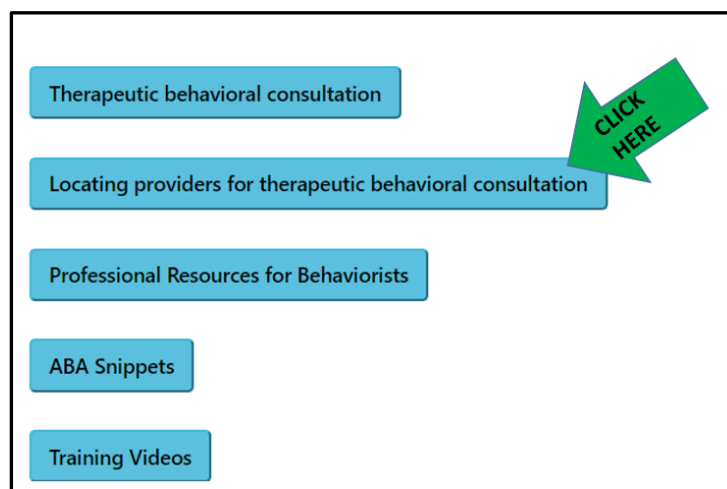 Therapeutic behavioral consultation
CLICK
HERE
Locating providers for therapeutic behavioral consultation
Professional Resources for Behaviorists
ABA Snippets
Training Videos